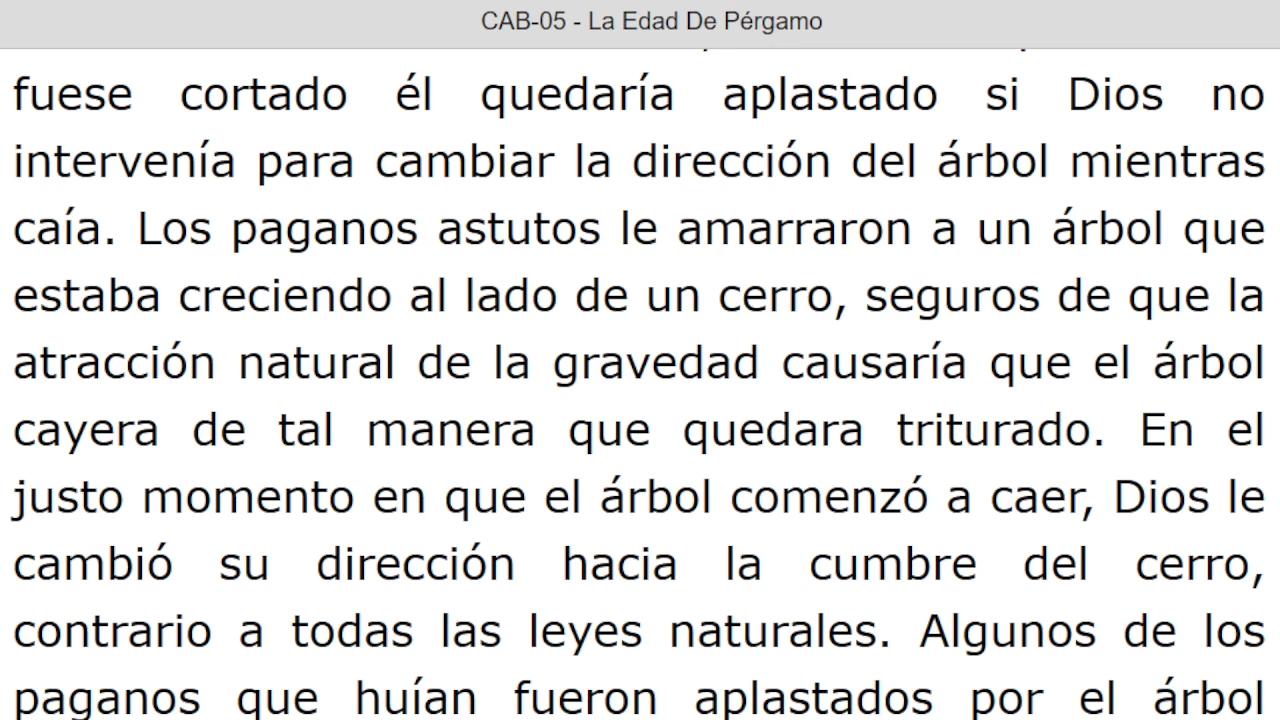 CAB-05 - La Edad De Pérgamo
fuese cortado él quedaría aplastado si Dios no
intervenía para cambiar la dirección del árbol mientras
caía. Los paganos astutos le amarraron a un árbol que
estaba creciendo al lado de un cerro, seguros de que la
atracción natural de la gravedad causaría que el árbol
cayera de tal manera que quedara triturado. En el
justo momento en que el árbol comenzó a caer, Dios le
cambió su dirección hacia la cumbre del cerro,
contrario a todas las leyes naturales. Algunos de los
paganos que huían fueron aplastados por el árbol